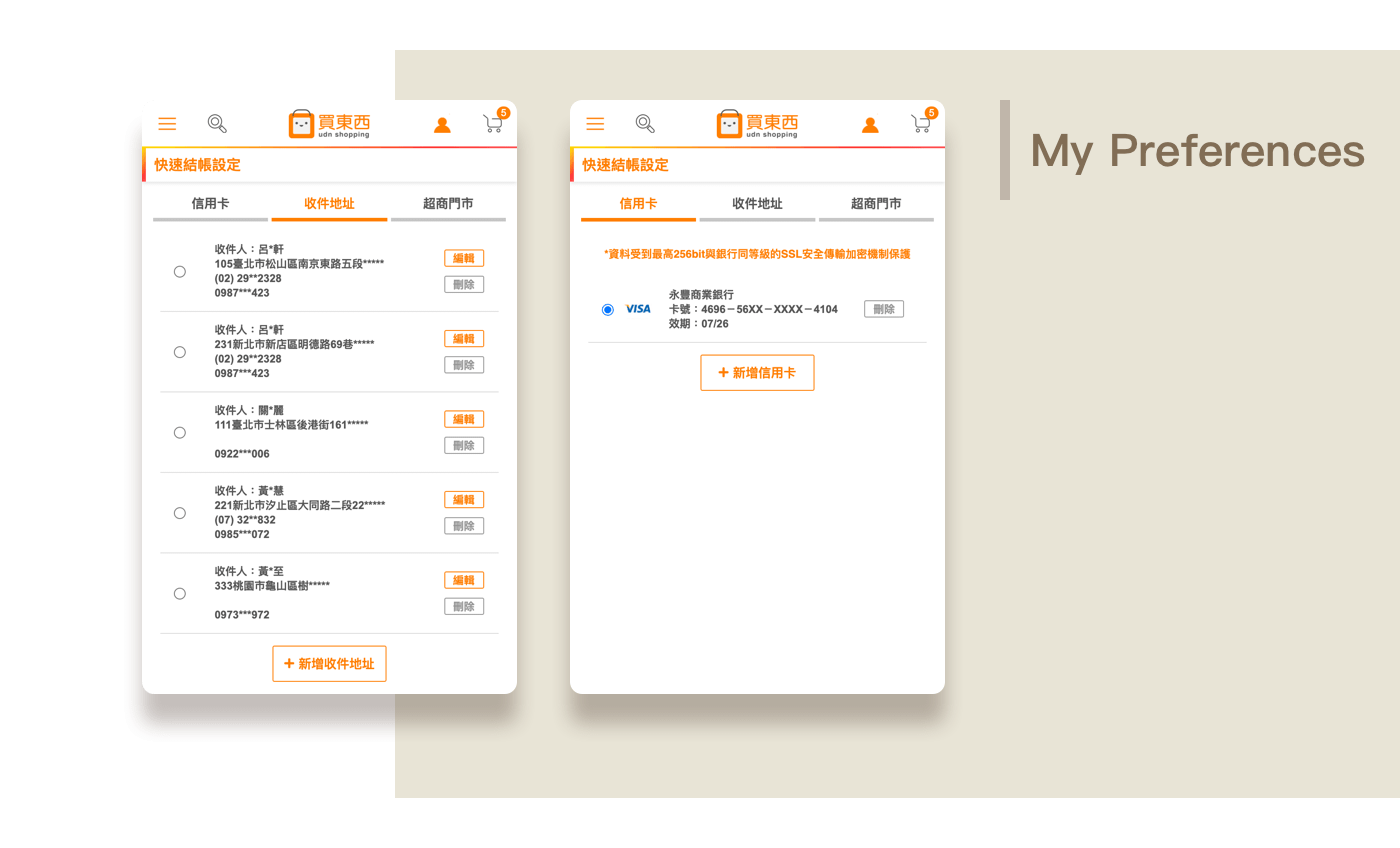 買東西
udn shopping
5
快速結帳設定
信用卡
收件地址
超商門市
收件人：呂*軒
105臺北市松山區南京東路五段*****
(02) 29**2328
0987***423
編輯
刪除
收件人：呂*軒
231新北市新店區明德路69巷*****
(02) 29**2328
0987***423
編輯
刪除
收件人：關*麗
111臺北市士林區後港街161*****
0922***006
編輯
刪除
收件人：黃*慧
221新北市汐止區大同路二段22*****
(07) 32**832
0985***072
編輯
刪除
收件人：黃*至
333桃園市龜山區樹*****
0973***972
編輯
刪除
+ 新增收件地址
買東西
udn shopping
5
快速結帳設定
信用卡
收件地址
超商門市
*資料受到最高256bit與銀行同等級的SSL安全傳輸加密機制保護
VISA
永豐商業銀行
卡號：4696－56XX－XXXX－4104
效期：07/26
刪除
+ 新增信用卡
My Preferences